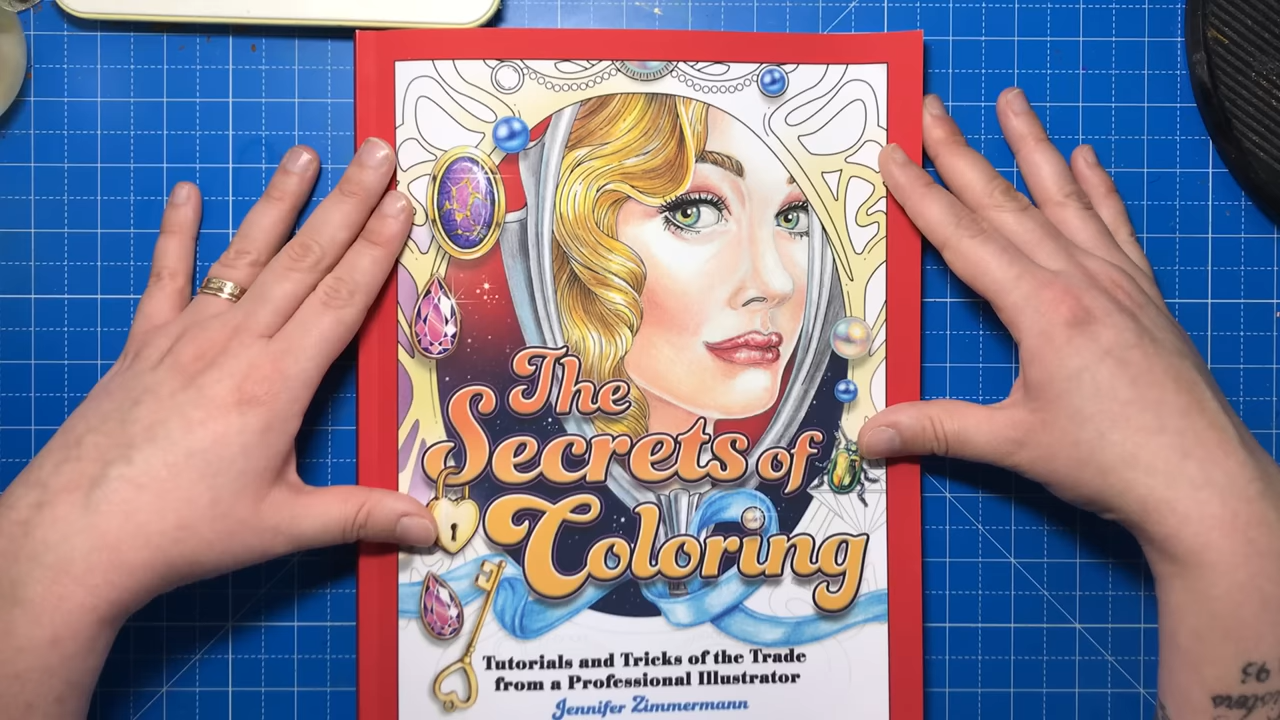 The
Secrets of
Coloring
Tutorials and Tricks of the Trade
from a Professional Illustrator
Jennifer Zimmermann